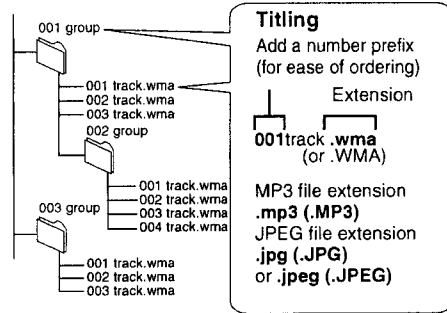 001 group
001 track.wma
002 track.wma
003 track.wma
002 group
001 track.wma
002 track.wma
003 track.wma
004 track.wma
003 group
001 track.wma
002 track.wma
003 track.wma
Titling
Add a number prefix
(for ease of ordering)
Extension
001track .wma
(or .WMA)
MP3 file extension
.mp3 (.MP3)
JPEG file extension
.jpg (.JPG)
or .jpeg (.JPEG)